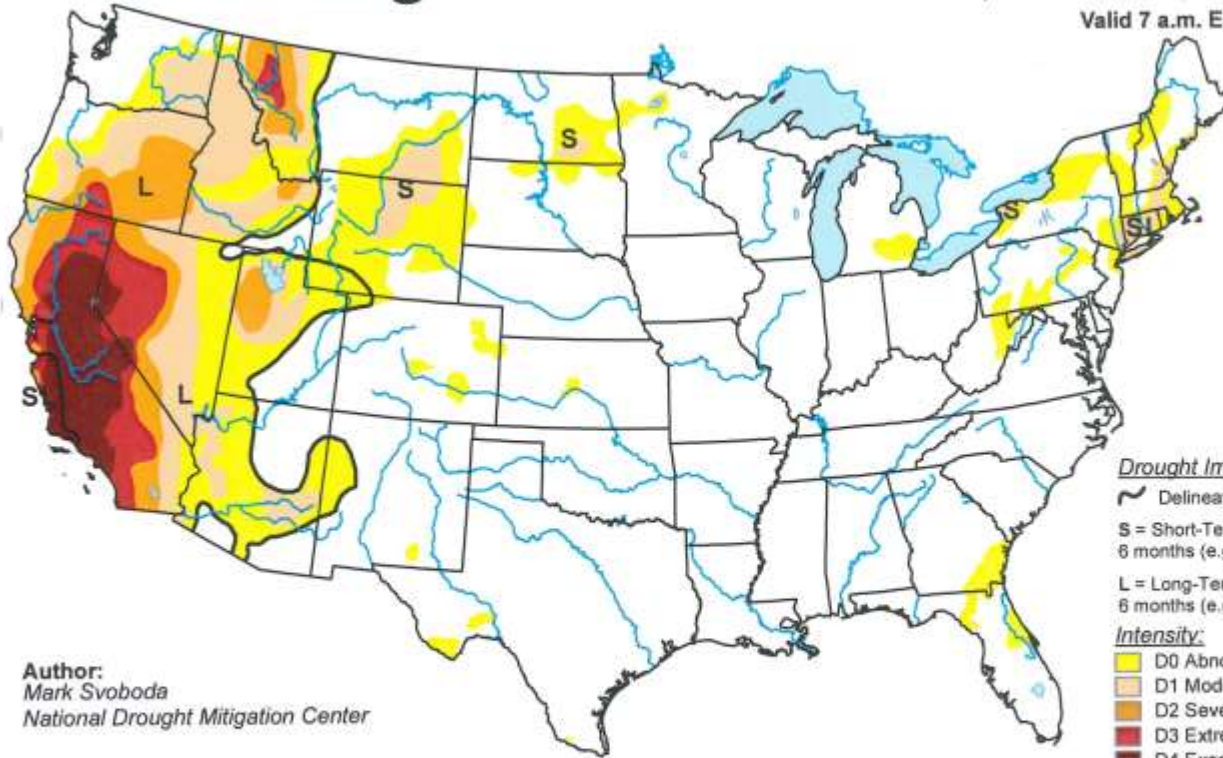 Valid 7 a.m. E
S
L
S
S
SL
S
L
Drought Im
Delinea
S = Short-Te
6 months (e.
L = Long-Te
6 months (e.
Intensity:
D0 Abno
D1 Mod
D2 Seve
D3 Extre
Author:
Mark Svoboda
National Drought Mitigation Center